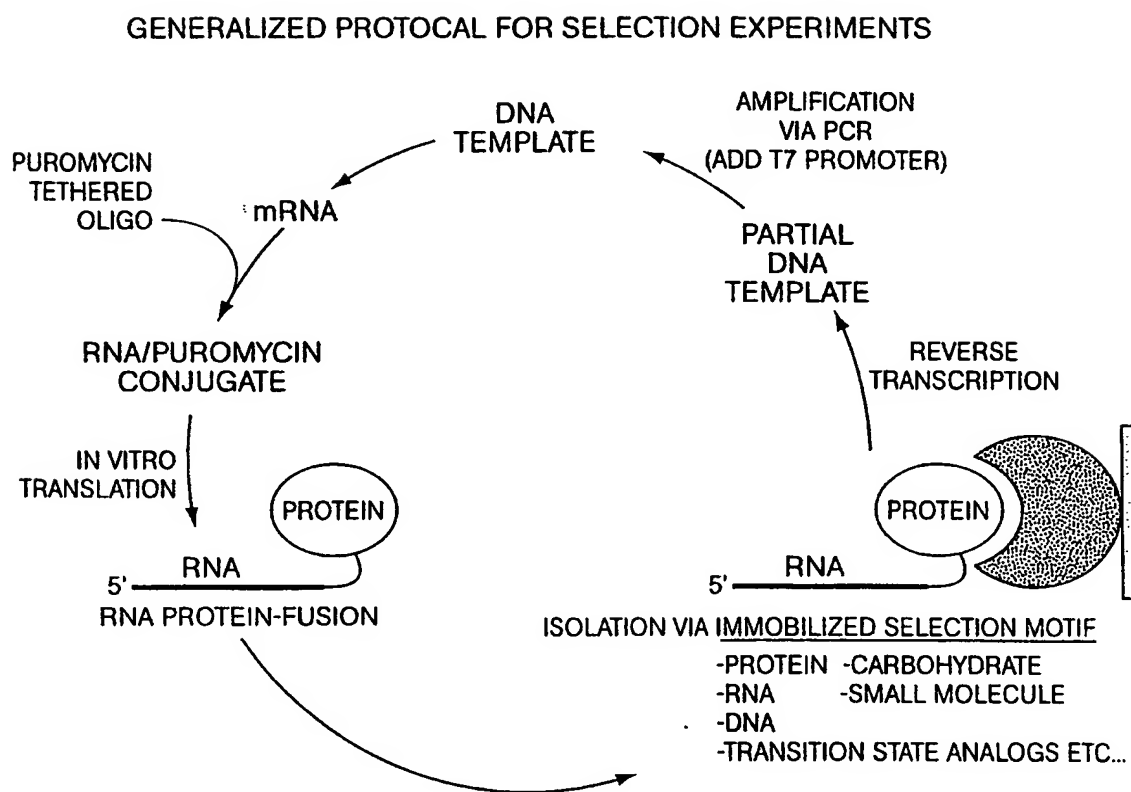 GENERALIZED PROTOCAL FOR SELECTION EXPERIMENTS
DNA
TEMPLATE
AMPLIFICATION
VIA PCR
(ADD T7 PROMOTER)
PUROMYCIN
TETHERED
OLIGO
mRNA
PARTIAL
DNA
TEMPLATE
RNA/PUROMYCIN
CONJUGATE
REVERSE
TRANSCRIPTION
IN VITRO
TRANSLATION
PROTEIN
RNA
5'
RNA PROTEIN-FUSION
PROTEIN
RNA
5'
ISOLATION VIA IMMOBILIZED SELECTION MOTIF
-PROTEIN -CARBOHYDRATE
-RNA -SMALL MOLECULE
-DNA
-TRANSITION STATE ANALOGS ETC...